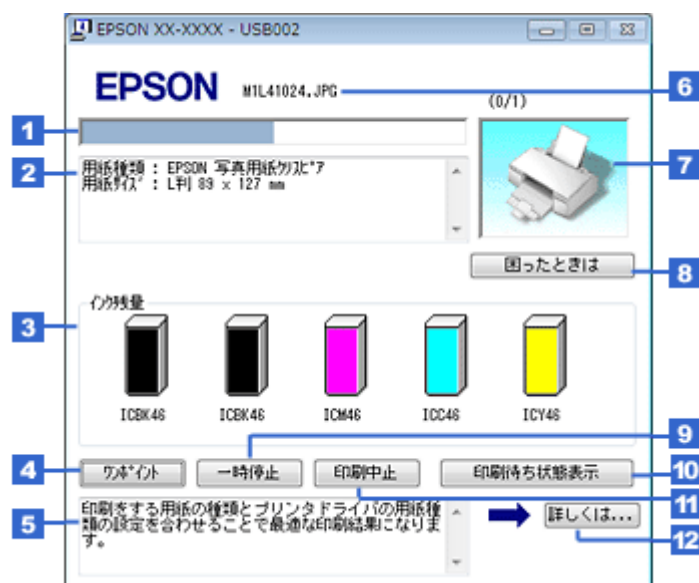 EPSON XX-XXXX - USB002
EPSON M1L41024.JPG
6
(0/1)
1
2
用紙種類 : EPSON 写真用紙ｸﾘｽﾋﾟｱ
用紙ｻｲｽﾞ : L判 89 x 127 mm
7
困ったときは
8
ｲﾝｸ残量
3
ICBK46 ICBK46 ICM46 ICC46 ICY46
9
4
ﾜﾝﾎﾟｲﾝﾄ 一時停止 印刷中止 印刷待ち状態表示
10
11
5
印刷をする用紙の種類とプリンタドライバの用紙種
類の設定を合わせることで最適な印刷結果になりま
す。
詳しくは...
12